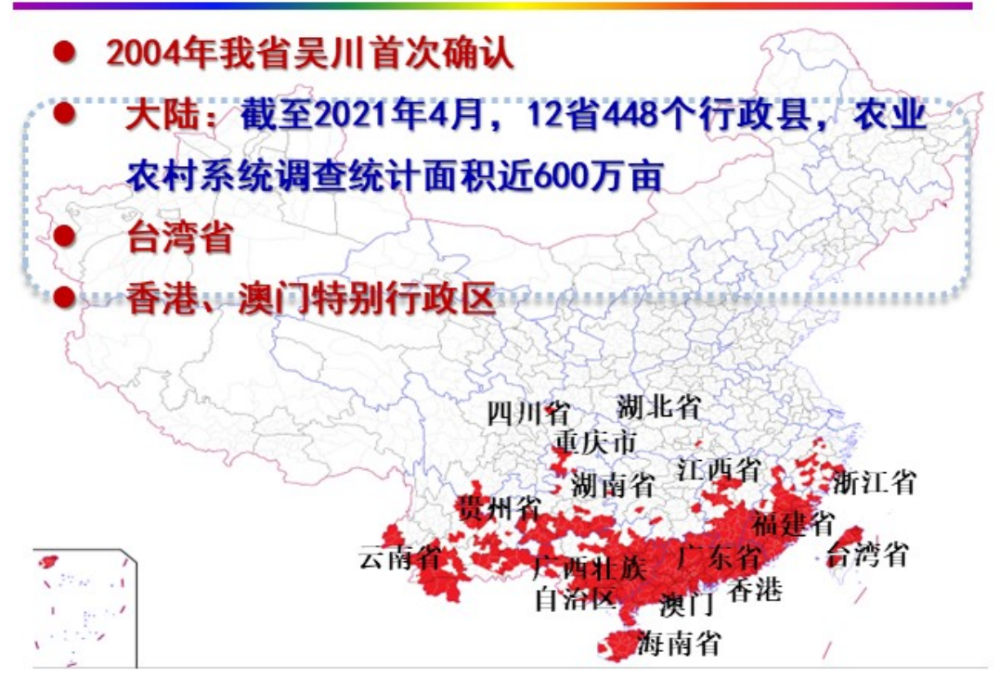 2004年我省吴川首次确认
大陆：截至2021年4月，12省448个行政县，农业
农村系统调查统计面积近600万亩
台湾省
香港、澳门特别行政区
四川省
湖北省
重庆市
江西省
湖南省
浙江省
贵州省
福建省
云南省
广西壮族
自治区
广东省
台湾省
香港
澳门
海南省